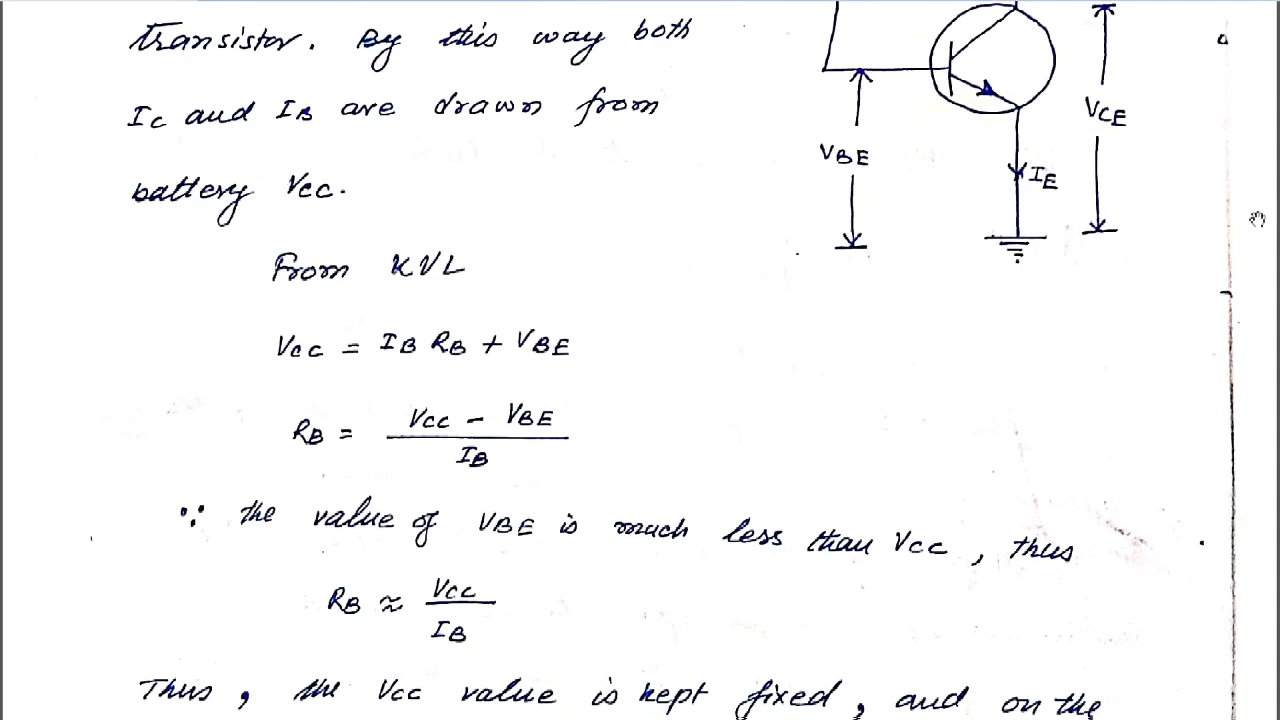 transistor. By this way both
IC and IB are drawn from
battery Vcc.
VBE
VCE
IE
From KVL
Vcc = IB RB + VBE
RB = Vcc - VBE / IB
∵ the value of VBE is much less than Vcc, thus
RB ≈ Vcc / IB
Thus, the Vcc value is kept fixed, and on the